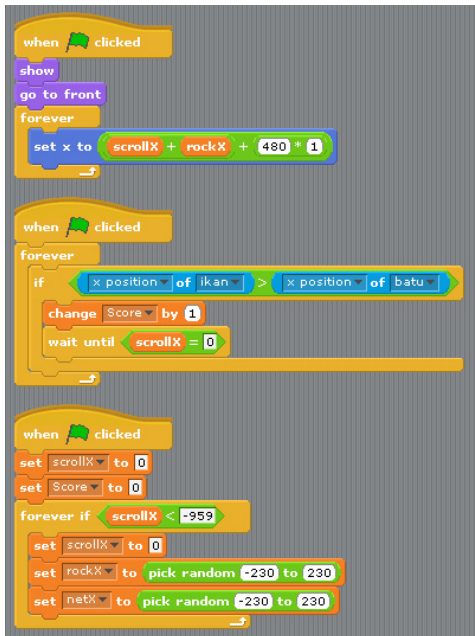 when clicked
show
go to front
forever
set x to scrollX + rockX + 480 * 1
when clicked
forever
if x position of ikan > x position of batu
change Score by 1
wait until scrollX = 0
when clicked
set scrollX to 0
set Score to 0
forever if scrollX < -959
set scrollX to 0
set rockX to pick random -230 to 230
set netX to pick random -230 to 230